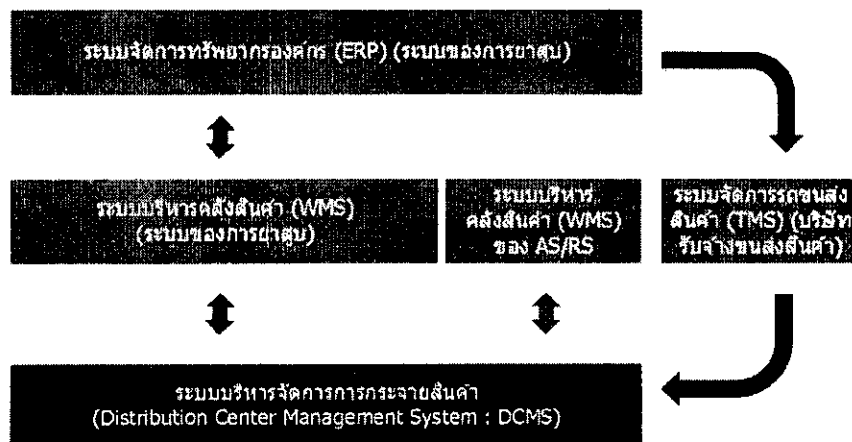 ระบบจัดการทรัพยากรองค์กร (ERP) (ระบบของการยาสูบ)
ระบบบริหารคลังสินค้า (WMS)
(ระบบของการยาสูบ)
ระบบบริหาร
คลังสินค้า (WMS)
ของ AS/RS
ระบบจัดการรถขนส่ง
สินค้า (TMS) (บริษัท
รับจ้างขนส่งสินค้า)
ระบบบริหารจัดการการกระจายสินค้า
(Distribution Center Management System : DCMS)